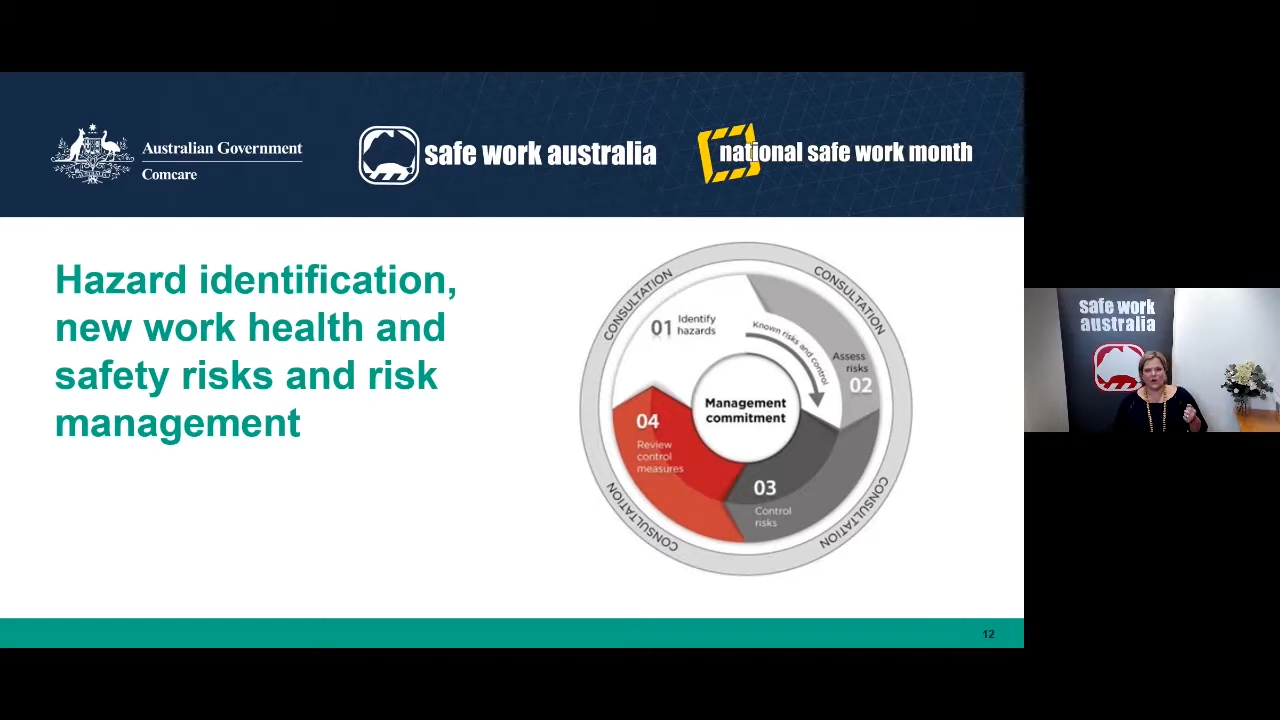 Australian Government
Comcare
safe work australia
national safe work month
Hazard identification,
new work health and
safety risks and risk
management
CONSULTATION
CONSULTATION
01 Identify
hazards
Known risks and control
Assess
risks
02
Management
commitment
04
Review
control
measures
03
Control
risks
CONSULTATION
CONSULTATION
12
safe work
australia